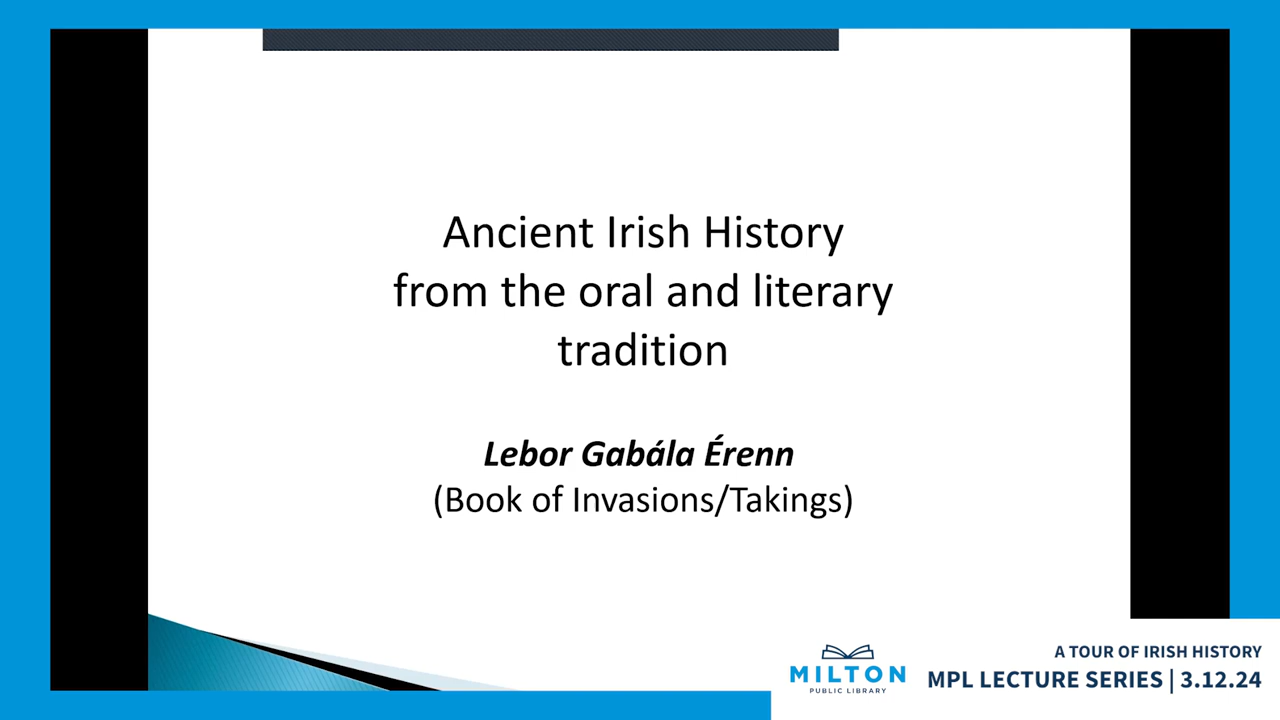 Ancient Irish History
from the oral and literary
tradition
Lebor Gabála Érenn
(Book of Invasions/Takings)
MILTON
PUBLIC LIBRARY
A TOUR OF IRISH HISTORY
MPL LECTURE SERIES | 3.12.24